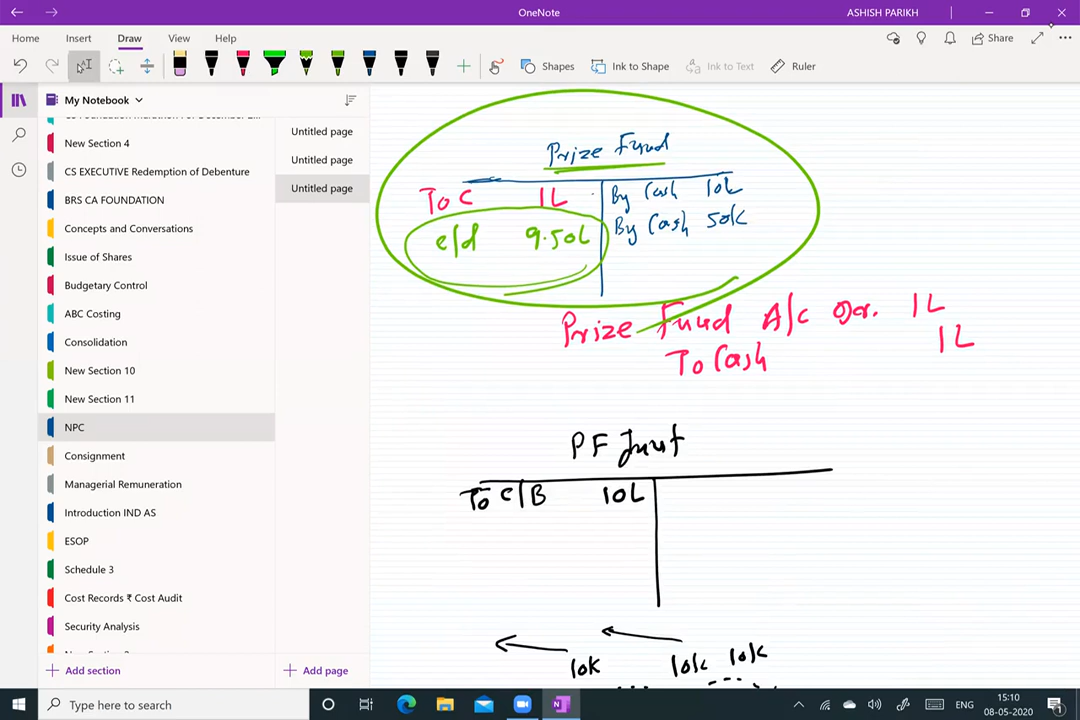 OneNote
ASHISH PARIKH
Home Insert Draw View Help
Share
Shapes
Ink to Shape
Ink to Text
Ruler
My Notebook
New Section 4
CS EXECUTIVE Redemption of Debenture
BRS CA FOUNDATION
Concepts and Conversations
Issue of Shares
Budgetary Control
ABC Costing
Consolidation
New Section 10
New Section 11
NPC
Consignment
Managerial Remuneration
Introduction IND AS
ESOP
Schedule 3
Cost Records ₹ Cost Audit
Security Analysis
Add section
Untitled page
Untitled page
Untitled page
Add page
Prize Fund
To C 1L By Cash 10L
c/d 9.50L By Cash 50K
Prize Fund A/c Dr. 1L
To Cash 1L
PF Invt
To C/B 10L
10K 10K 10K
Type here to search
ENG
15:10
08-05-2020
1